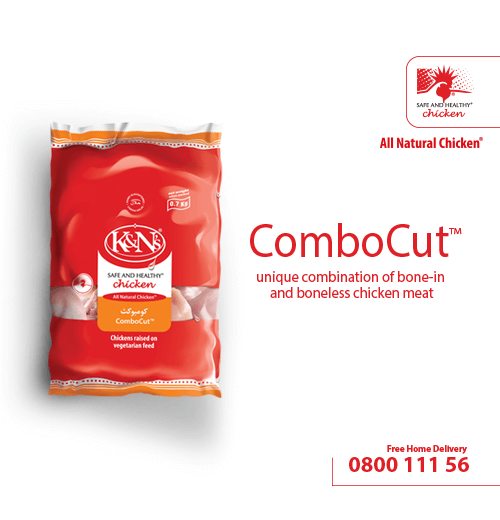 SAFE AND HEALTHY®
chicken
All Natural Chicken®
0.7 Kg
K&N's®
SAFE AND HEALTHY®
chicken
All Natural Chicken®
کومبوکٹ
ComboCut™
Chickens raised on
vegetarian feed
ComboCut™
unique combination of bone-in
and boneless chicken meat
Free Home Delivery
0800 111 56